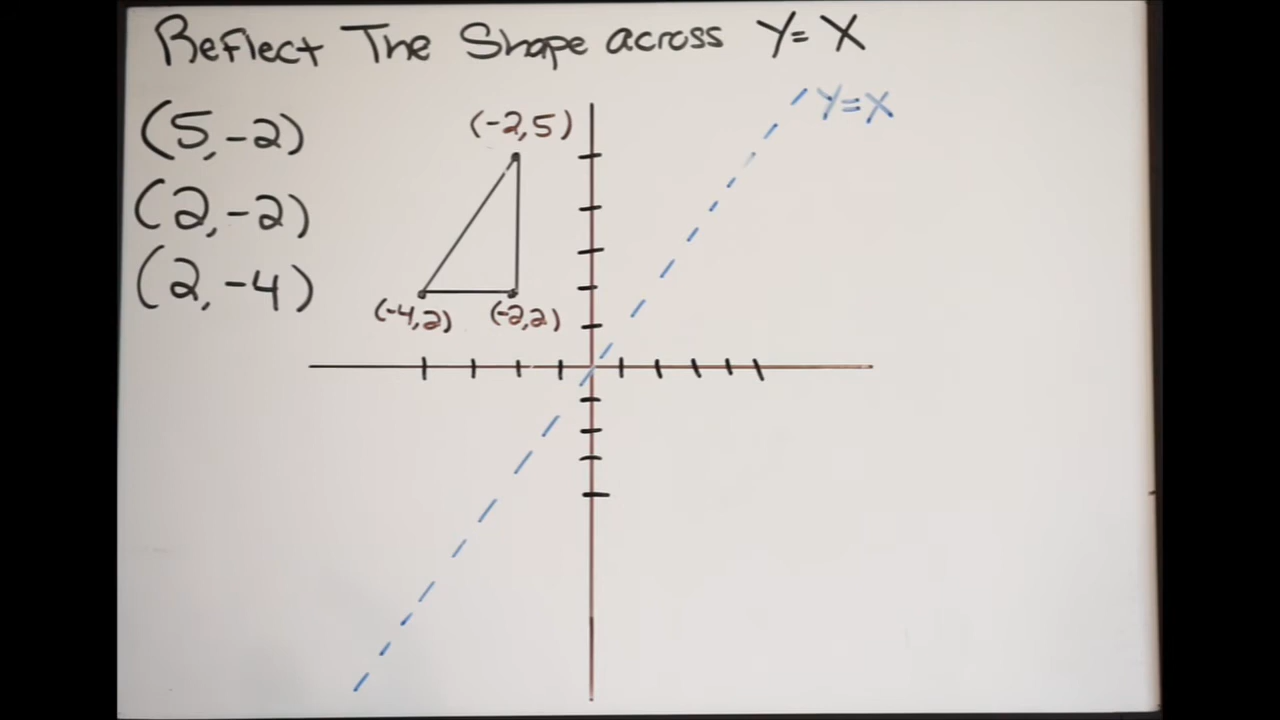 Reflect The Shape across Y=X
Y=X
(5,-2)
(-2,5)
(2,-2)
(2,-4)
(-4,2) (-2,2)